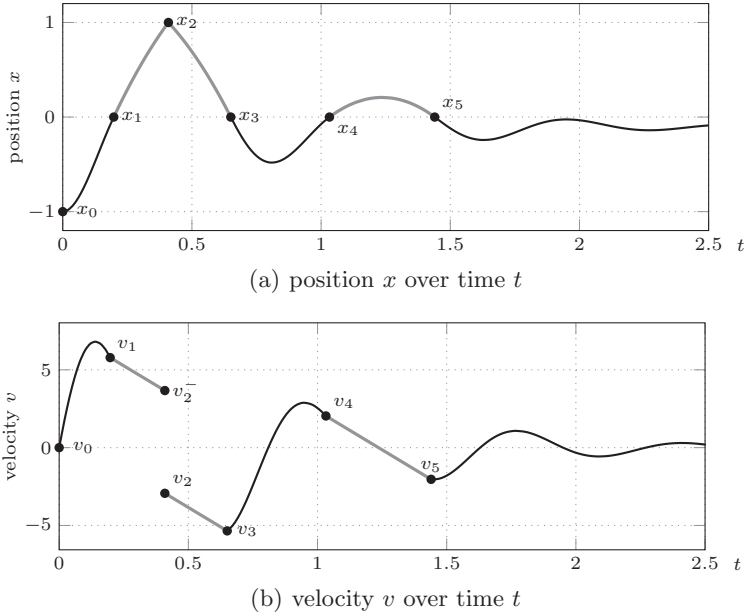 1
x₂
position x
0
x₁
x₃
x₄
x₅
−1
x₀
0 0.5 1 1.5 2 2.5 t
(a) position x over time t
v₁
5
v₂⁻
v₄
velocity v
0
v₀
v₂
v₅
−5
v₃
0 0.5 1 1.5 2 2.5 t
(b) velocity v over time t